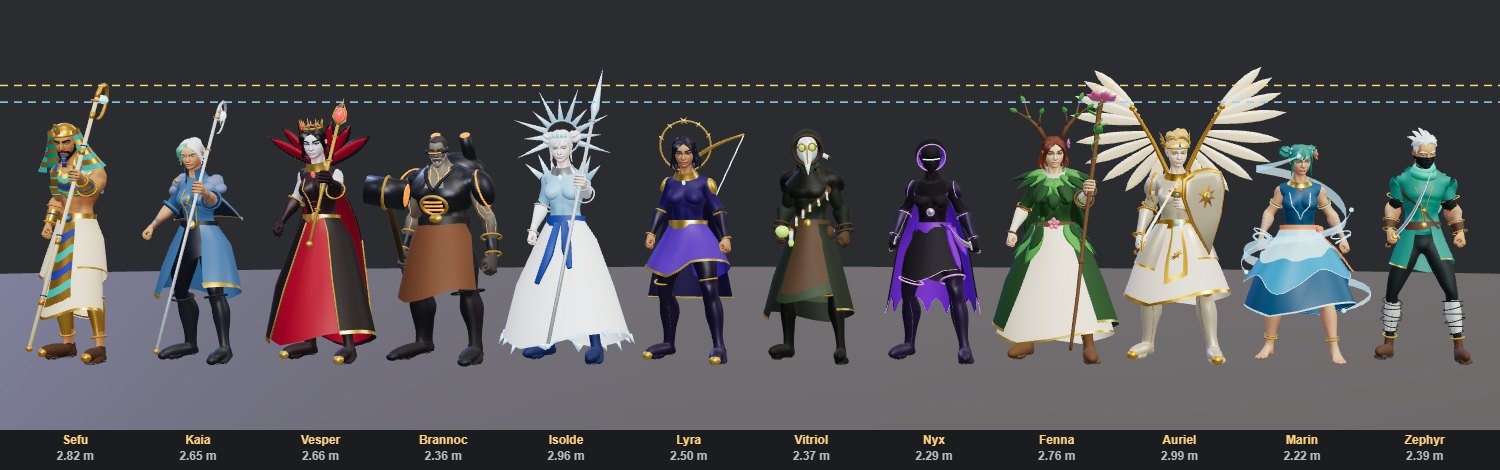 Sefu Kaia Vesper Brannoc Isolde Lyra Vitriol Nyx Fenna Auriel Marin Zephyr
2.82 m 2.65 m 2.66 m 2.36 m 2.96 m 2.50 m 2.37 m 2.29 m 2.76 m 2.99 m 2.22 m 2.39 m